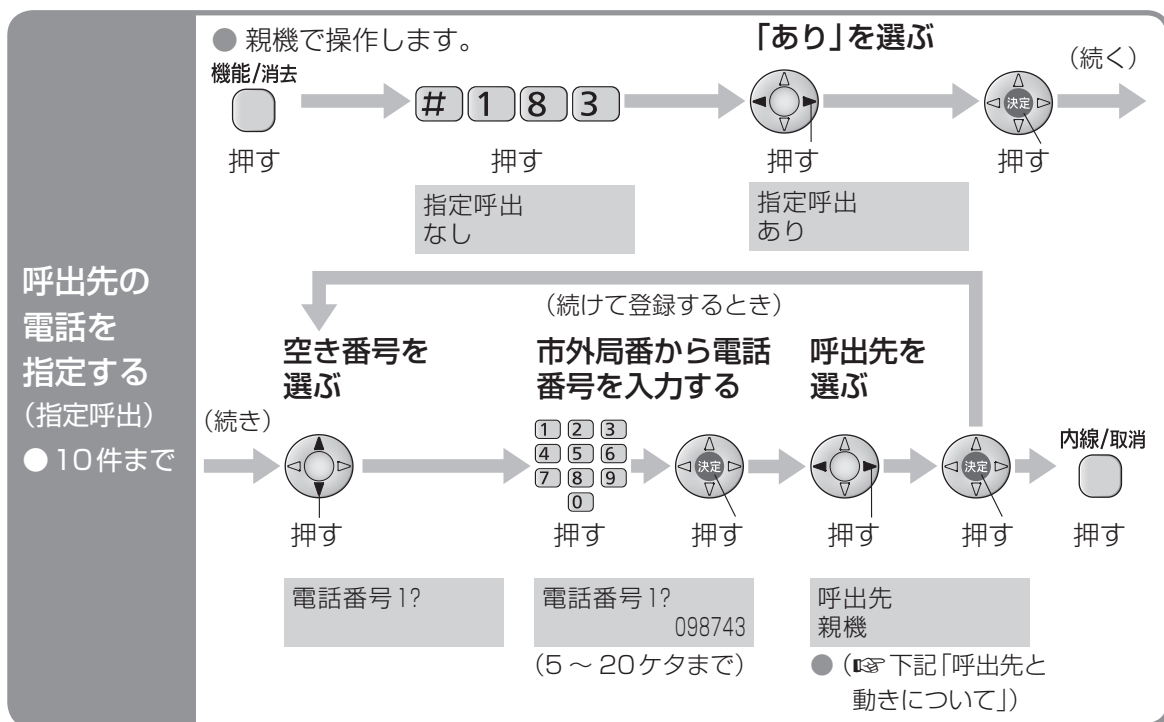 呼出先の
電話を
指定する
（指定呼出）
●10件まで
● 親機で操作します。
機能/消去
押す
# 1 8 3
押す
指定呼出
なし
「あり」を選ぶ
押す
指定呼出
あり
（続く）
決定
押す
（続けて登録するとき）
（続き）
空き番号を
選ぶ
押す
電話番号1?
市外局番から電話
番号を入力する
1 2 3
4 5 6
7 8 9
0
押す
決定
押す
電話番号1?
098743
（5～20ケタまで）
呼出先を
選ぶ
押す
呼出先
親機
●（☞下記「呼出先と
動きについて」）
決定
押す
内線/取消
押す